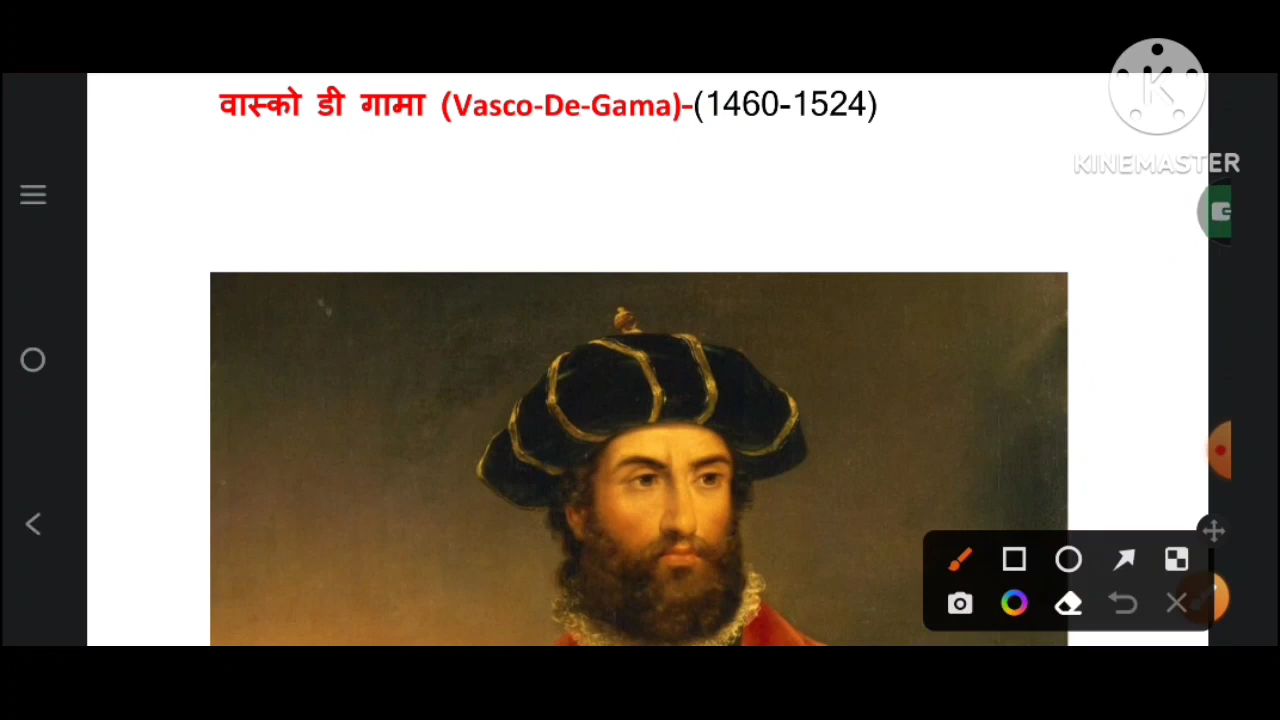 वास्को डी गामा (Vasco-De-Gama)-(1460-1524)
K
KINEMASTER